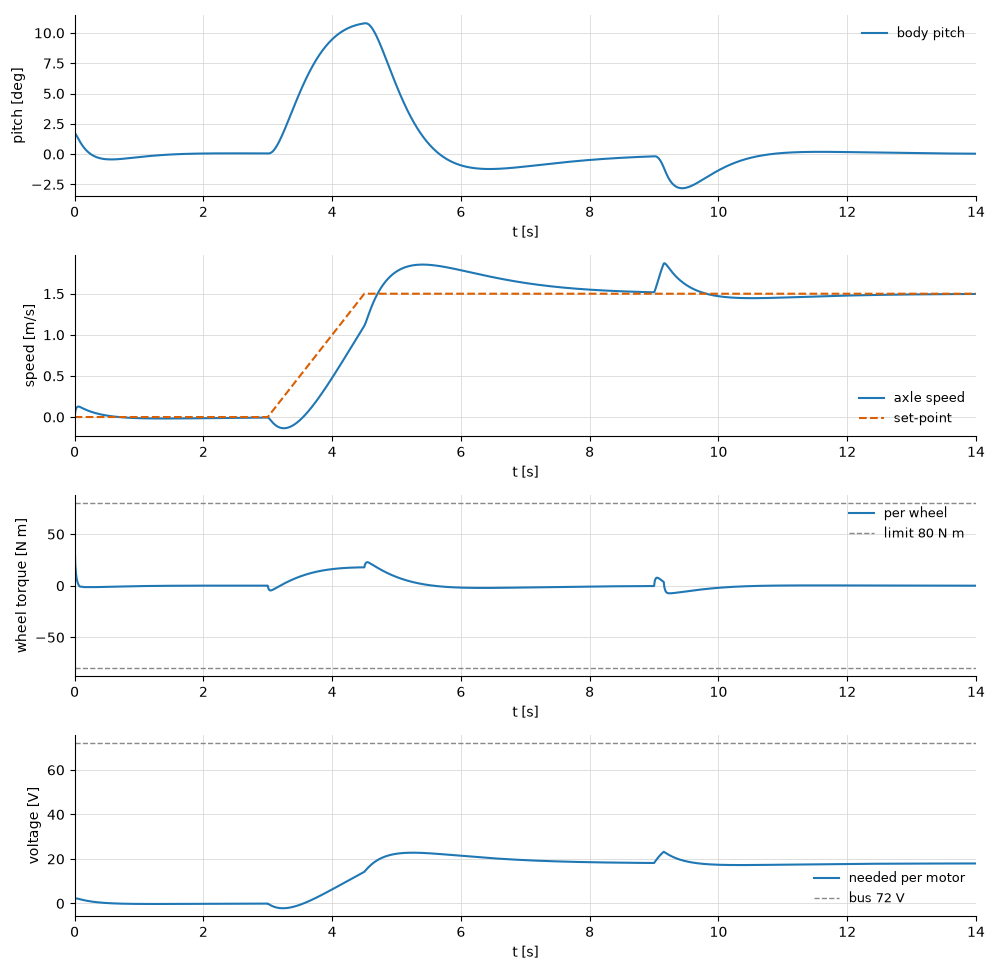 pitch [deg]
10.0
7.5
5.0
2.5
0.0
−2.5
body pitch
0 2 4 6 8 10 12 14
t [s]
speed [m/s]
1.5
1.0
0.5
0.0
axle speed
set-point
0 2 4 6 8 10 12 14
t [s]
wheel torque [N m]
50
0
−50
per wheel
limit 80 N m
0 2 4 6 8 10 12 14
t [s]
voltage [V]
60
40
20
0
needed per motor
bus 72 V
0 2 4 6 8 10 12 14
t [s]